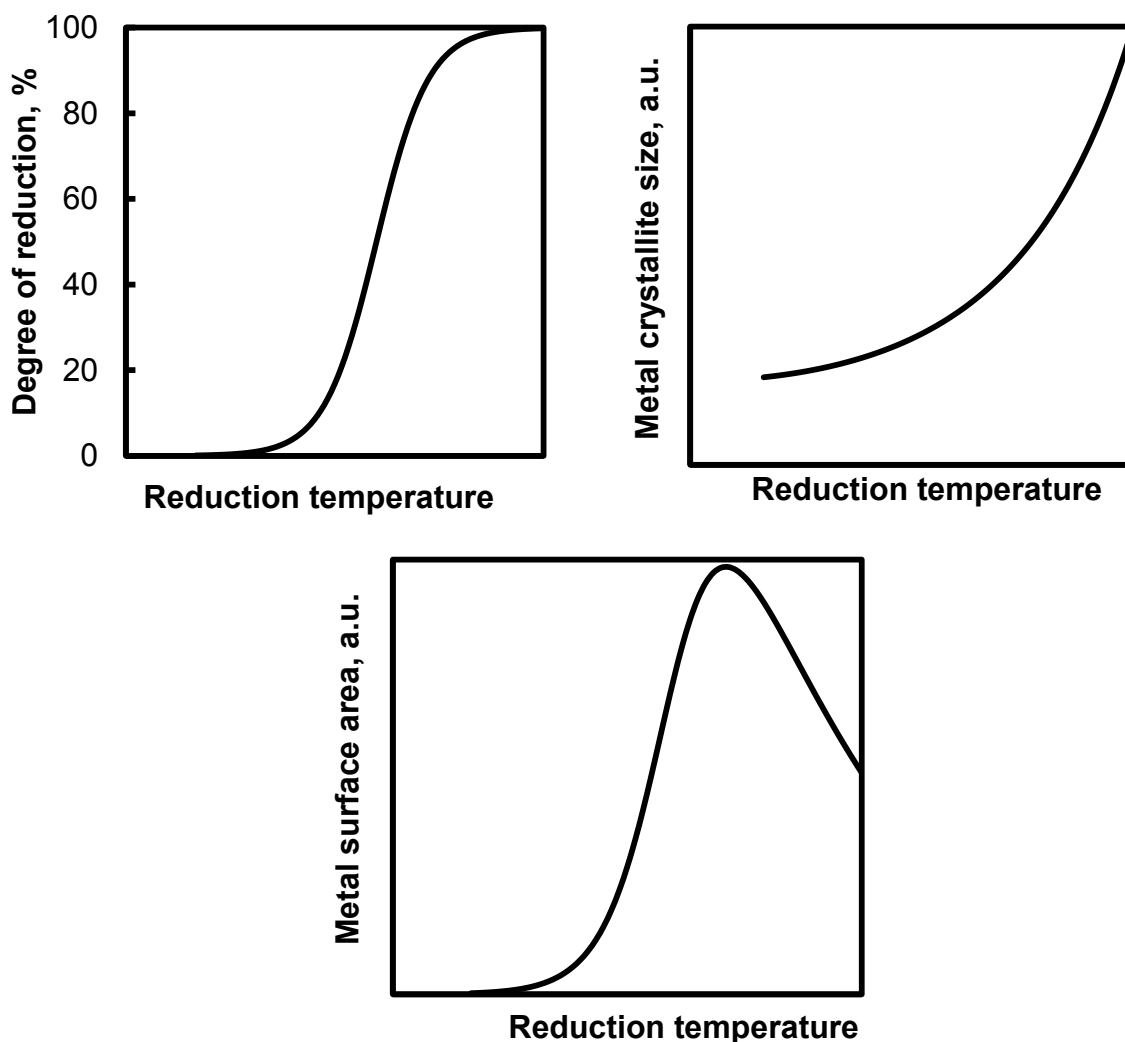 Degree of reduction, %
100
80
60
40
20
0
Reduction temperature
Metal crystallite size, a.u.
Reduction temperature
Metal surface area, a.u.
Reduction temperature